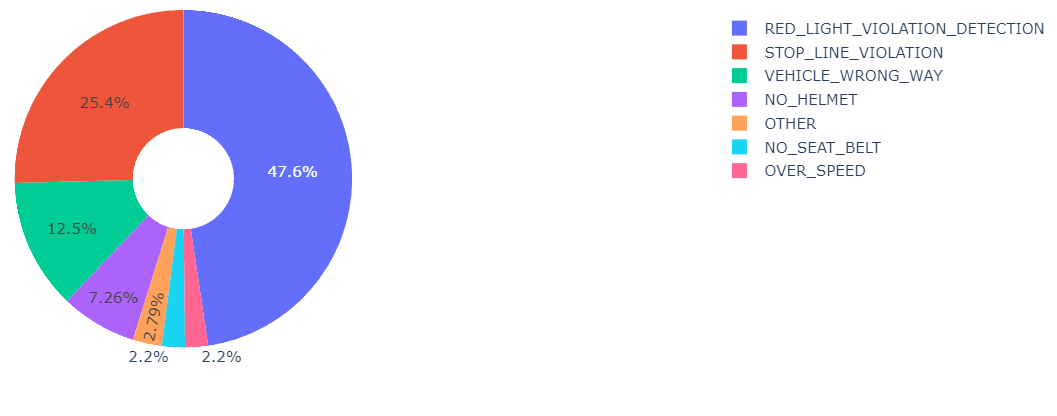 RED_LIGHT_VIOLATION_DETECTION
STOP_LINE_VIOLATION
VEHICLE_WRONG_WAY
NO_HELMET
OTHER
NO_SEAT_BELT
OVER_SPEED
25.4%
47.6%
12.5%
7.26%
2.79%
2.2%
2.2%